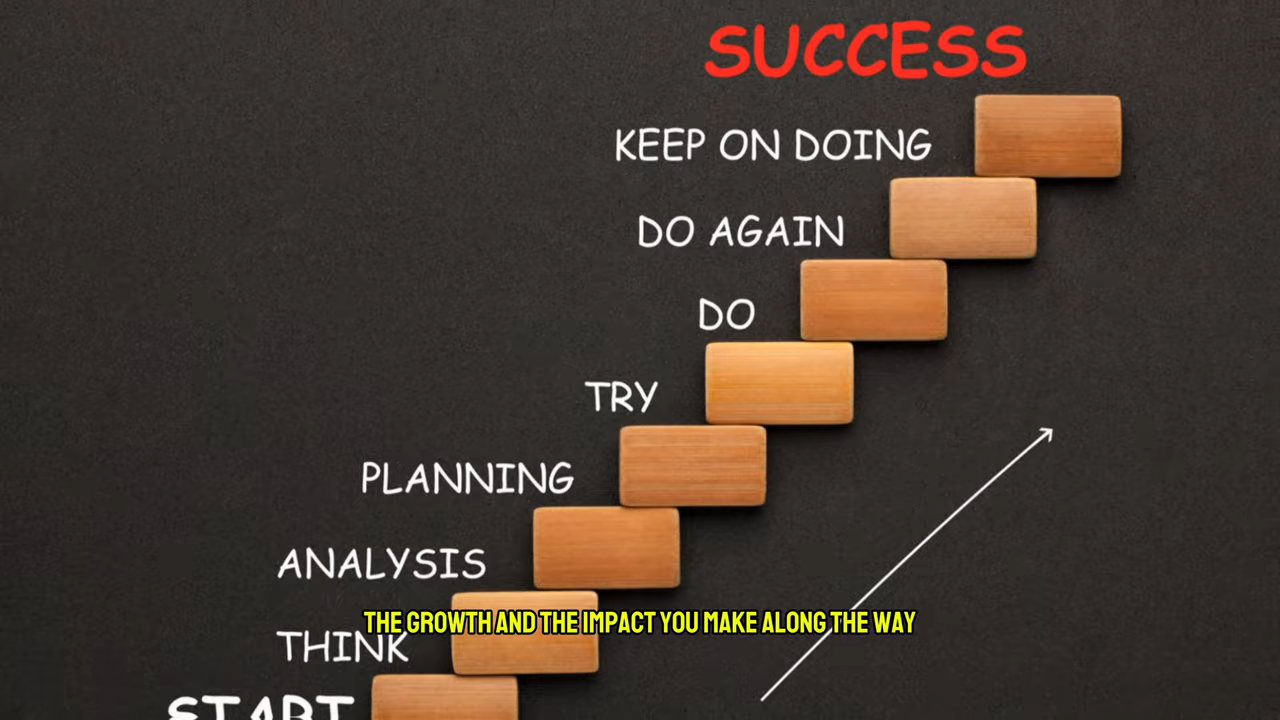 SUCCESS
KEEP ON DOING
DO AGAIN
DO
TRY
PLANNING
ANALYSIS
THE GROWTH AND THE IMPACT YOU MAKE ALONG THE WAY
THINK
START